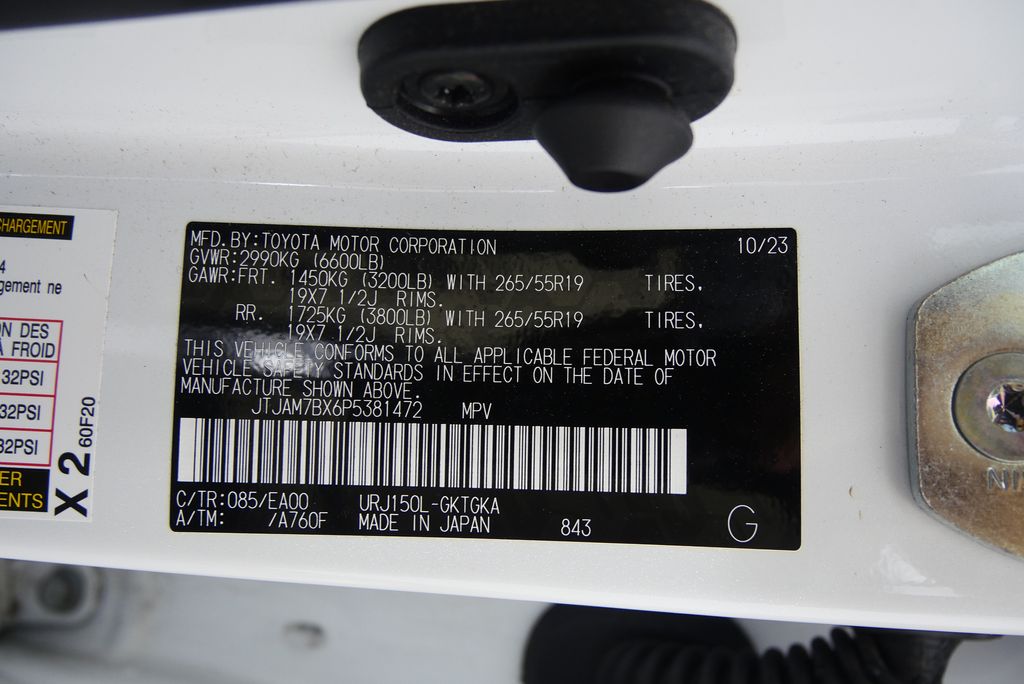 CHARGEMENT
4
gement ne
N DES
À FROID
32PSI
32PSI
32PSI
ER
ENTS
X 2
60F20
MFD.BY:TOYOTA MOTOR CORPORATION 10/23
GVWR:2990KG (6600LB)
GAWR:FRT. 1450KG (3200LB) WITH 265/55R19 TIRES,
19X7 1/2J RIMS.
RR. 1725KG (3800LB) WITH 265/55R19 TIRES,
19X7 1/2J RIMS.
THIS VEHICLE CONFORMS TO ALL APPLICABLE FEDERAL MOTOR
VEHICLE SAFETY STANDARDS IN EFFECT ON THE DATE OF
MANUFACTURE SHOWN ABOVE.
JTJAM7BX6P5381472 MPV
C/TR:085/EA00 URJ150L-GKTGKA
A/TM: /A760F MADE IN JAPAN 843
G
NI